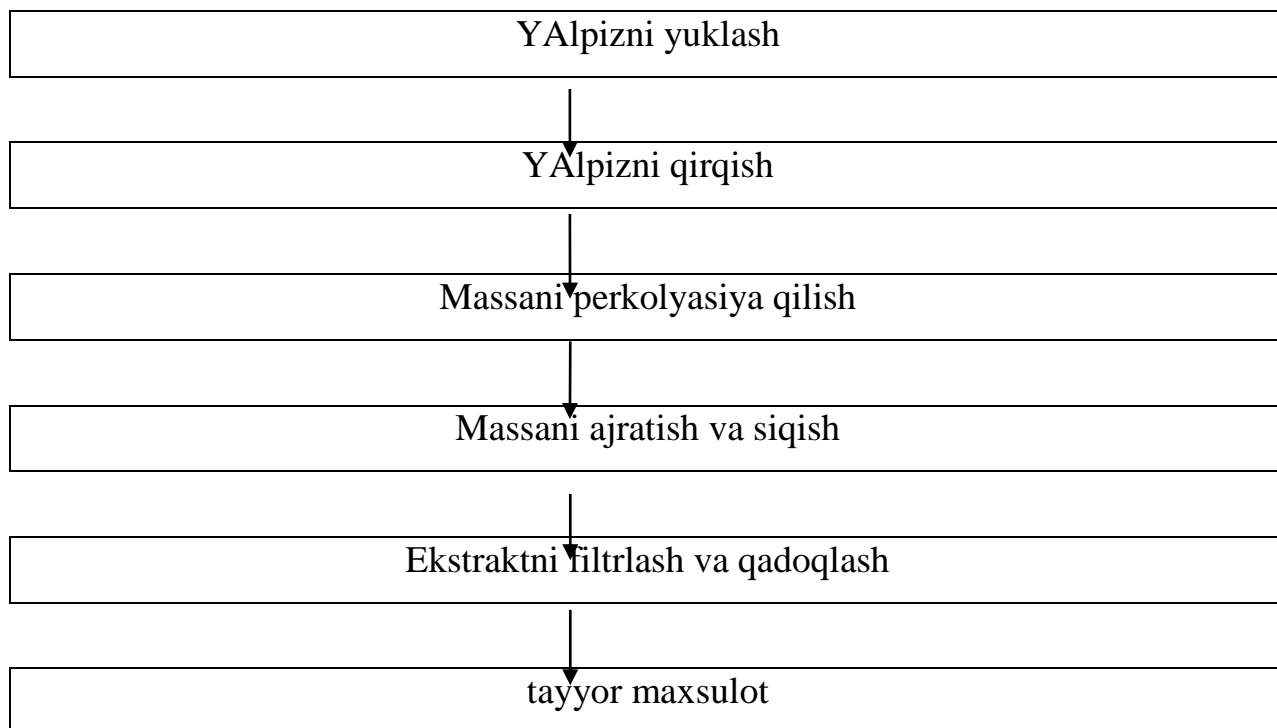 YAlpizni yuklash
YAlpizni qirqish
Massani perkolyasiya qilish
Massani ajratish va siqish
Ekstraktni filtrlash va qadoqlash
tayyor maxsulot